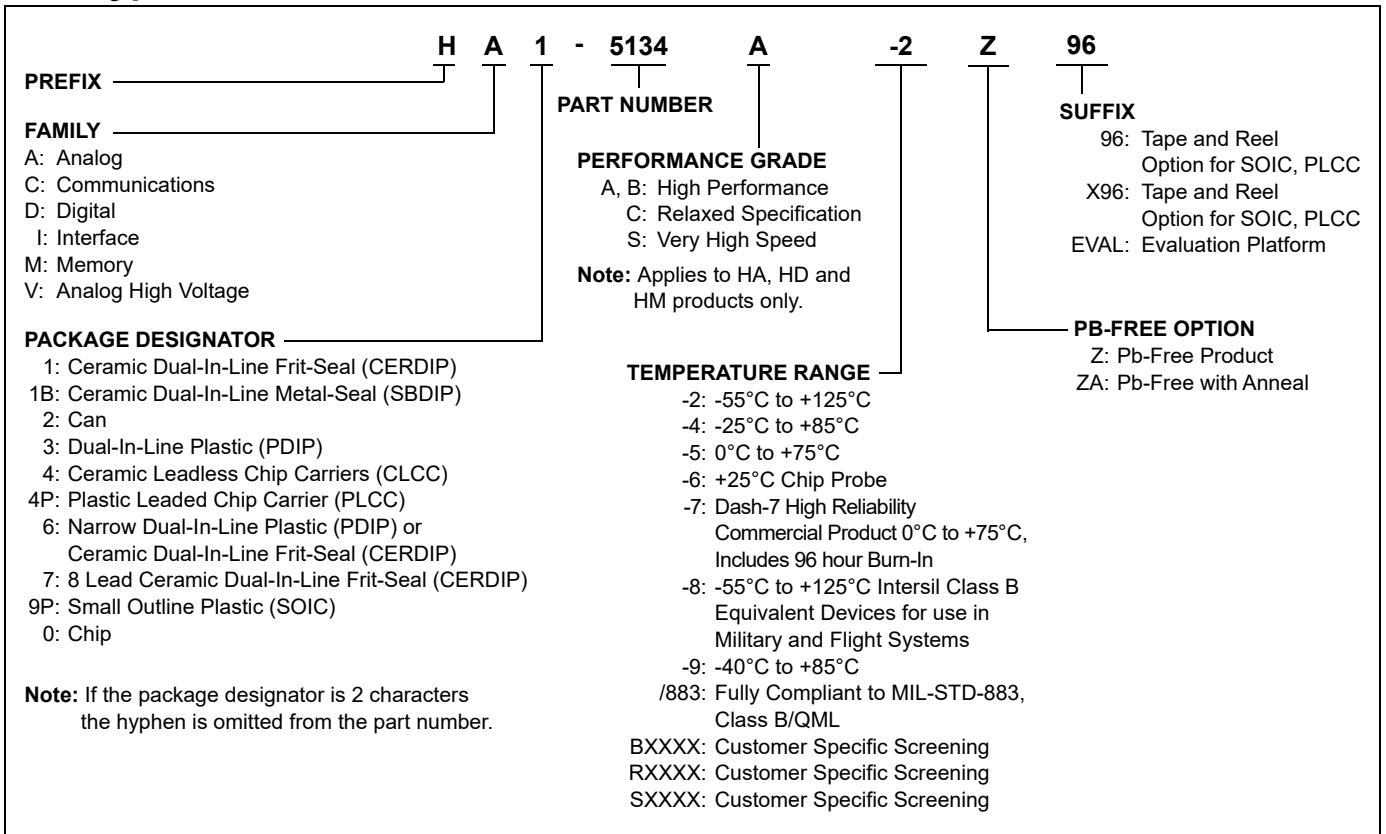 H A 1 - 5134 A -2 Z 96
PREFIX
PART NUMBER
FAMILY
A: Analog
C: Communications
D: Digital
I: Interface
M: Memory
V: Analog High Voltage
PACKAGE DESIGNATOR
1: Ceramic Dual-In-Line Frit-Seal (CERDIP)
1B: Ceramic Dual-In-Line Metal-Seal (SBDIP)
2: Can
3: Dual-In-Line Plastic (PDIP)
4: Ceramic Leadless Chip Carriers (CLCC)
4P: Plastic Leaded Chip Carrier (PLCC)
6: Narrow Dual-In-Line Plastic (PDIP) or
Ceramic Dual-In-Line Frit-Seal (CERDIP)
7: 8 Lead Ceramic Dual-In-Line Frit-Seal (CERDIP)
9P: Small Outline Plastic (SOIC)
0: Chip
Note: If the package designator is 2 characters
the hyphen is omitted from the part number.
PERFORMANCE GRADE
A, B: High Performance
C: Relaxed Specification
S: Very High Speed
Note: Applies to HA, HD and
HM products only.
TEMPERATURE RANGE
-2: -55°C to +125°C
-4: -25°C to +85°C
-5: 0°C to +75°C
-6: +25°C Chip Probe
-7: Dash-7 High Reliability
Commercial Product 0°C to +75°C,
Includes 96 hour Burn-In
-8: -55°C to +125°C Intersil Class B
Equivalent Devices for use in
Military and Flight Systems
-9: -40°C to +85°C
/883: Fully Compliant to MIL-STD-883,
Class B/QML
BXXXX: Customer Specific Screening
RXXXX: Customer Specific Screening
SXXXX: Customer Specific Screening
SUFFIX
96: Tape and Reel
Option for SOIC, PLCC
X96: Tape and Reel
Option for SOIC, PLCC
EVAL: Evaluation Platform
PB-FREE OPTION
Z: Pb-Free Product
ZA: Pb-Free with Anneal